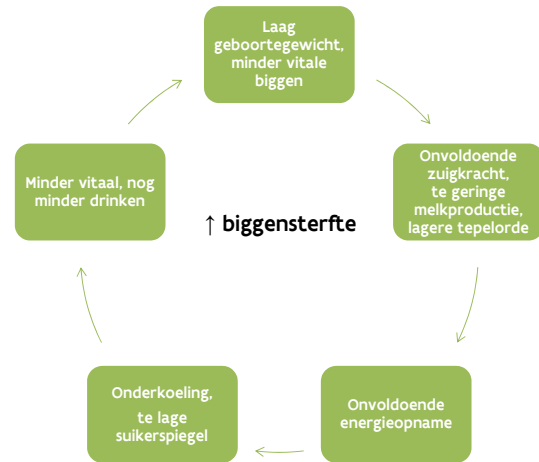 Laag
geboortegewicht,
minder vitale
biggen
Onvoldoende
zuigkracht,
te geringe
melkproductie,
lagere tepelorde
Minder vitaal, nog
minder drinken
↑ biggensterfte
Onderkoeling,
te lage
suikerspiegel
Onvoldoende
energieopname